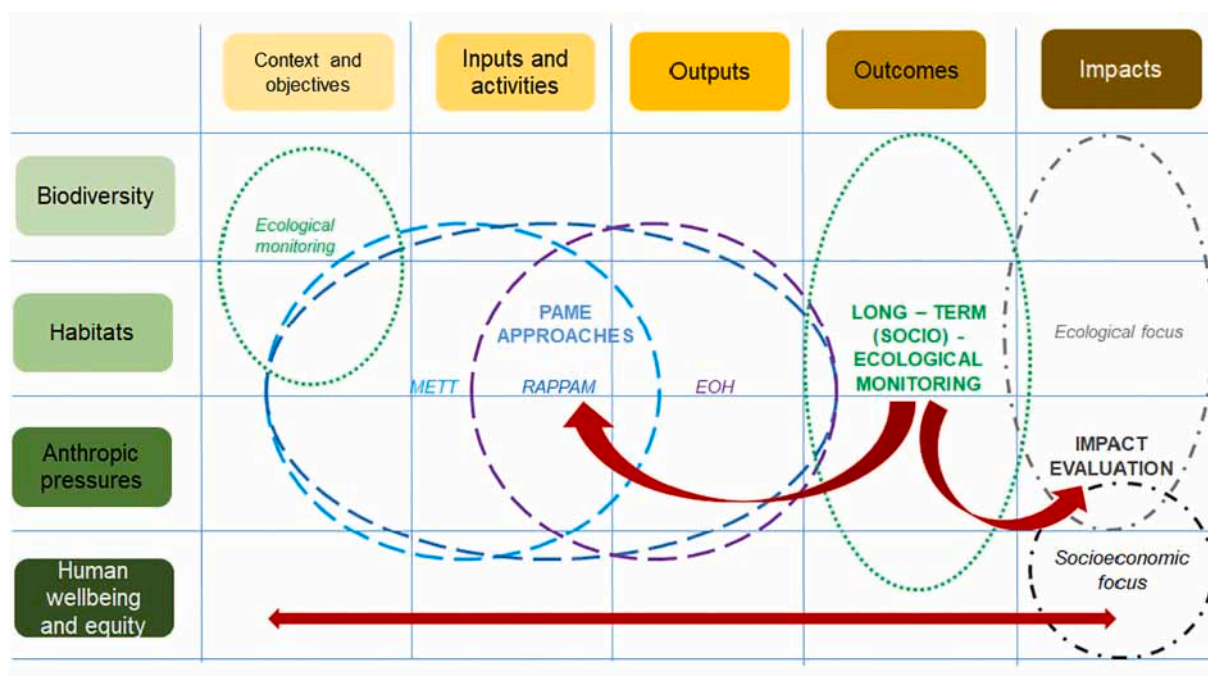 Context and
objectives
Inputs and
activities
Outputs
Outcomes
Impacts
Biodiversity
Ecological
monitoring
Habitats
PAME
APPROACHES
LONG – TERM
(SOCIO) -
ECOLOGICAL
MONITORING
Ecological focus
METT
RAPPAM
EOH
Anthropic
pressures
IMPACT
EVALUATION
Human
wellbeing
and equity
Socioeconomic
focus